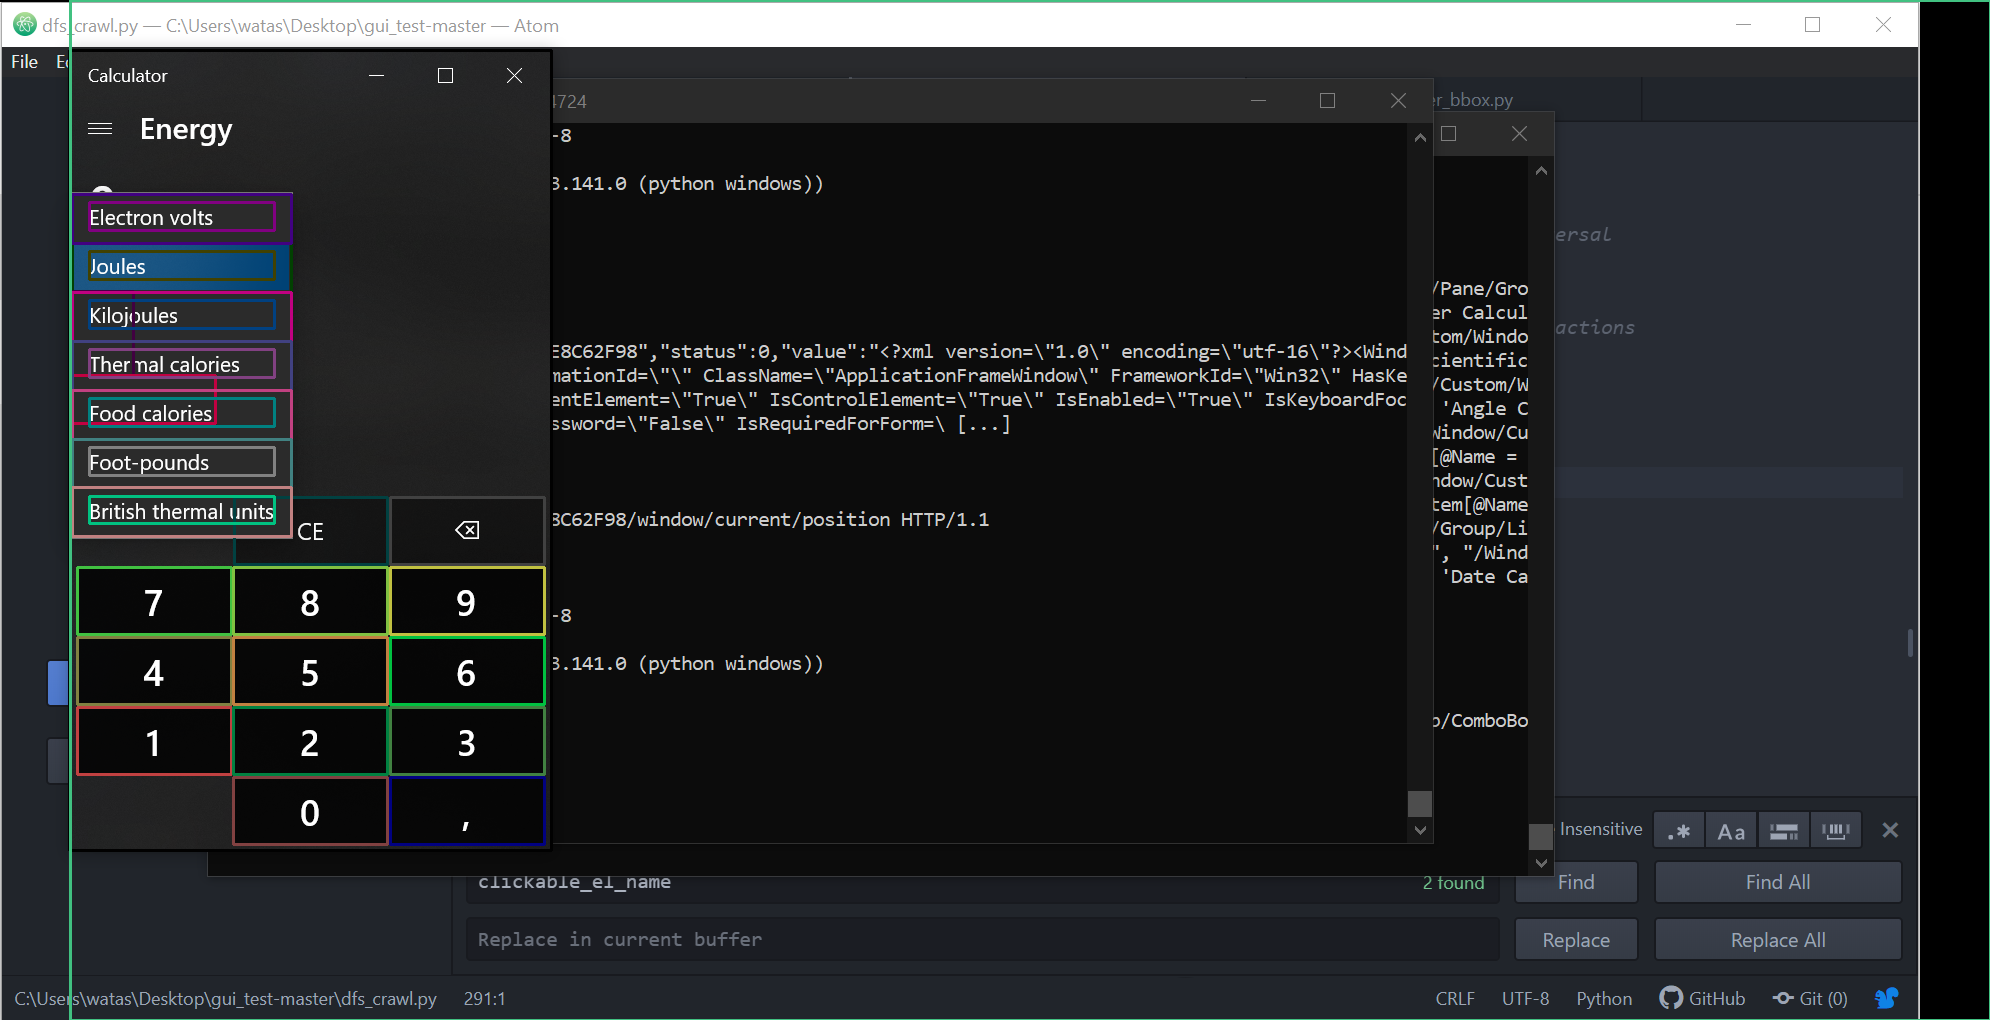 dfs_crawl.py — C:\Users\watas\Desktop\gui_test-master — Atom
File
Calculator
Energy
Electron volts
Joules
Kilojoules
Thermal calories
Food calories
Foot-pounds
British thermal units
CE
7 8 9
4 5 6
1 2 3
0 ,
4724
-8
3.141.0 (python windows))
E8C62F98","status":0,"value":"<?xml version=\"1.0\" encoding=\"utf-16\"?><Wind
mationId=\"\" ClassName=\"ApplicationFrameWindow\" FrameworkId=\"Win32\" HasKe
entElement=\"True\" IsControlElement=\"True\" IsEnabled=\"True\" IsKeyboardFoc
ssword=\"False\" IsRequiredForForm=\ [...]
8C62F98/window/current/position HTTP/1.1
-8
3.141.0 (python windows))
er_bbox.py
ersal
actions
/Pane/Gro
er Calcul
tom/Windo
cientific
/Custom/W
'Angle C
Window/Cu
[@Name =
ndow/Cust
tem[@Name
/Group/Li
", "/Wind
'Date Ca
p/ComboBo
Insensitive
.* Aa
clickable_el_name
2 found
Find
Find All
Replace in current buffer
Replace
Replace All
C:\Users\watas\Desktop\gui_test-master\dfs_crawl.py 291:1
CRLF UTF-8 Python GitHub Git (0)